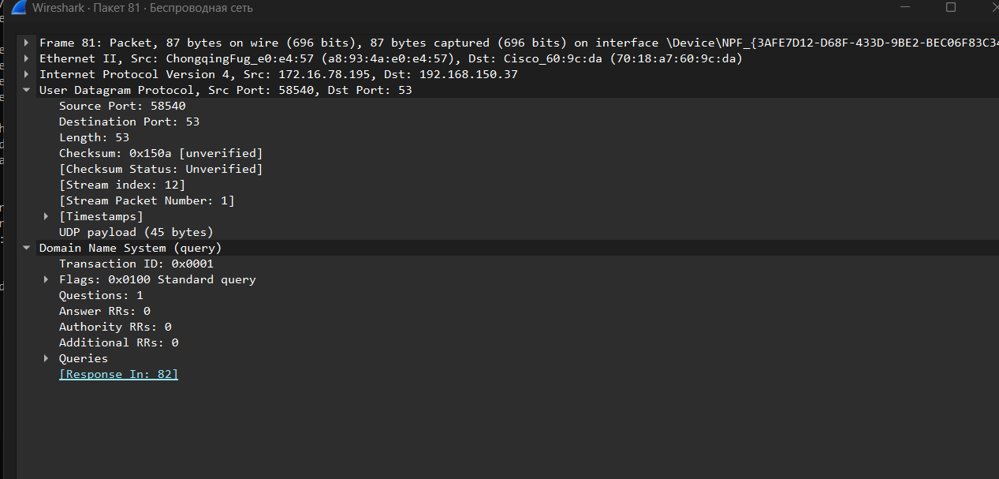 Wireshark · Пакет 81 · Беспроводная сеть
Frame 81: Packet, 87 bytes on wire (696 bits), 87 bytes captured (696 bits) on interface \Device\NPF_{3AFE7D12-D68F-433D-9BE2-BEC06F83C34
Ethernet II, Src: ChongqingFug_e0:e4:57 (a8:93:4a:e0:e4:57), Dst: Cisco_60:9c:da (70:18:a7:60:9c:da)
Internet Protocol Version 4, Src: 172.16.78.195, Dst: 192.168.150.37
User Datagram Protocol, Src Port: 58540, Dst Port: 53
Source Port: 58540
Destination Port: 53
Length: 53
Checksum: 0x150a [unverified]
[Checksum Status: Unverified]
[Stream index: 12]
[Stream Packet Number: 1]
[Timestamps]
UDP payload (45 bytes)
Domain Name System (query)
Transaction ID: 0x0001
Flags: 0x0100 Standard query
Questions: 1
Answer RRs: 0
Authority RRs: 0
Additional RRs: 0
Queries
[Response In: 82]